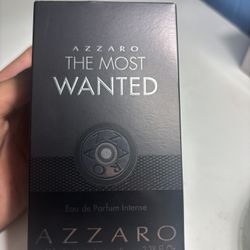 AZZARO
THE MOST
WANTED
Eau de Parfum Intense
AZZARO